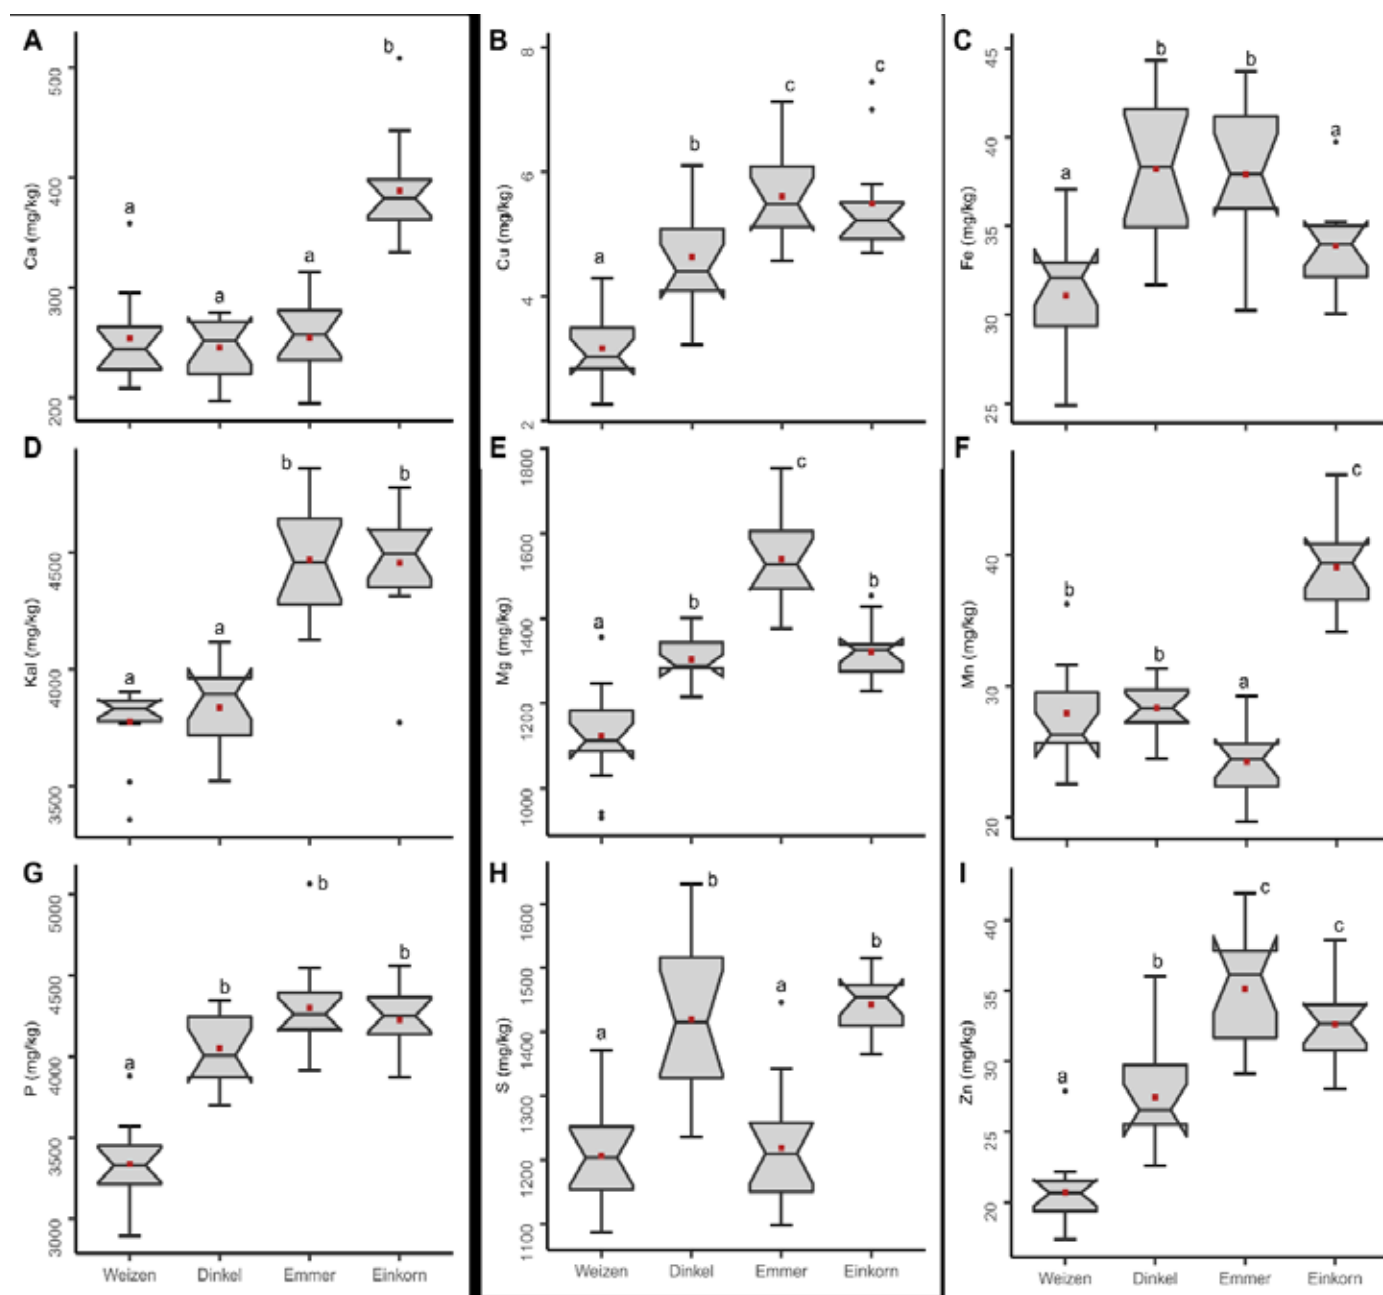 A
Ca (mg/kg)
500
400
300
200
a
a
a
b
B
Cu (mg/kg)
8
6
4
2
a
b
c
c
C
Fe (mg/kg)
45
40
35
30
25
a
b
b
a
D
Kal (mg/kg)
4500
4000
3500
a
a
b
b
E
Mg (mg/kg)
1800
1600
1400
1200
1000
a
b
c
b
F
Mn (mg/kg)
40
30
20
b
b
a
c
G
P (mg/kg)
5000
4500
4000
3500
3000
a
b
b
b
Weizen Dinkel Emmer Einkorn
H
S (mg/kg)
1600
1500
1400
1300
1200
1100
a
b
a
b
Weizen Dinkel Emmer Einkorn
I
Zn (mg/kg)
40
35
30
25
20
a
b
c
c
Weizen Dinkel Emmer Einkorn